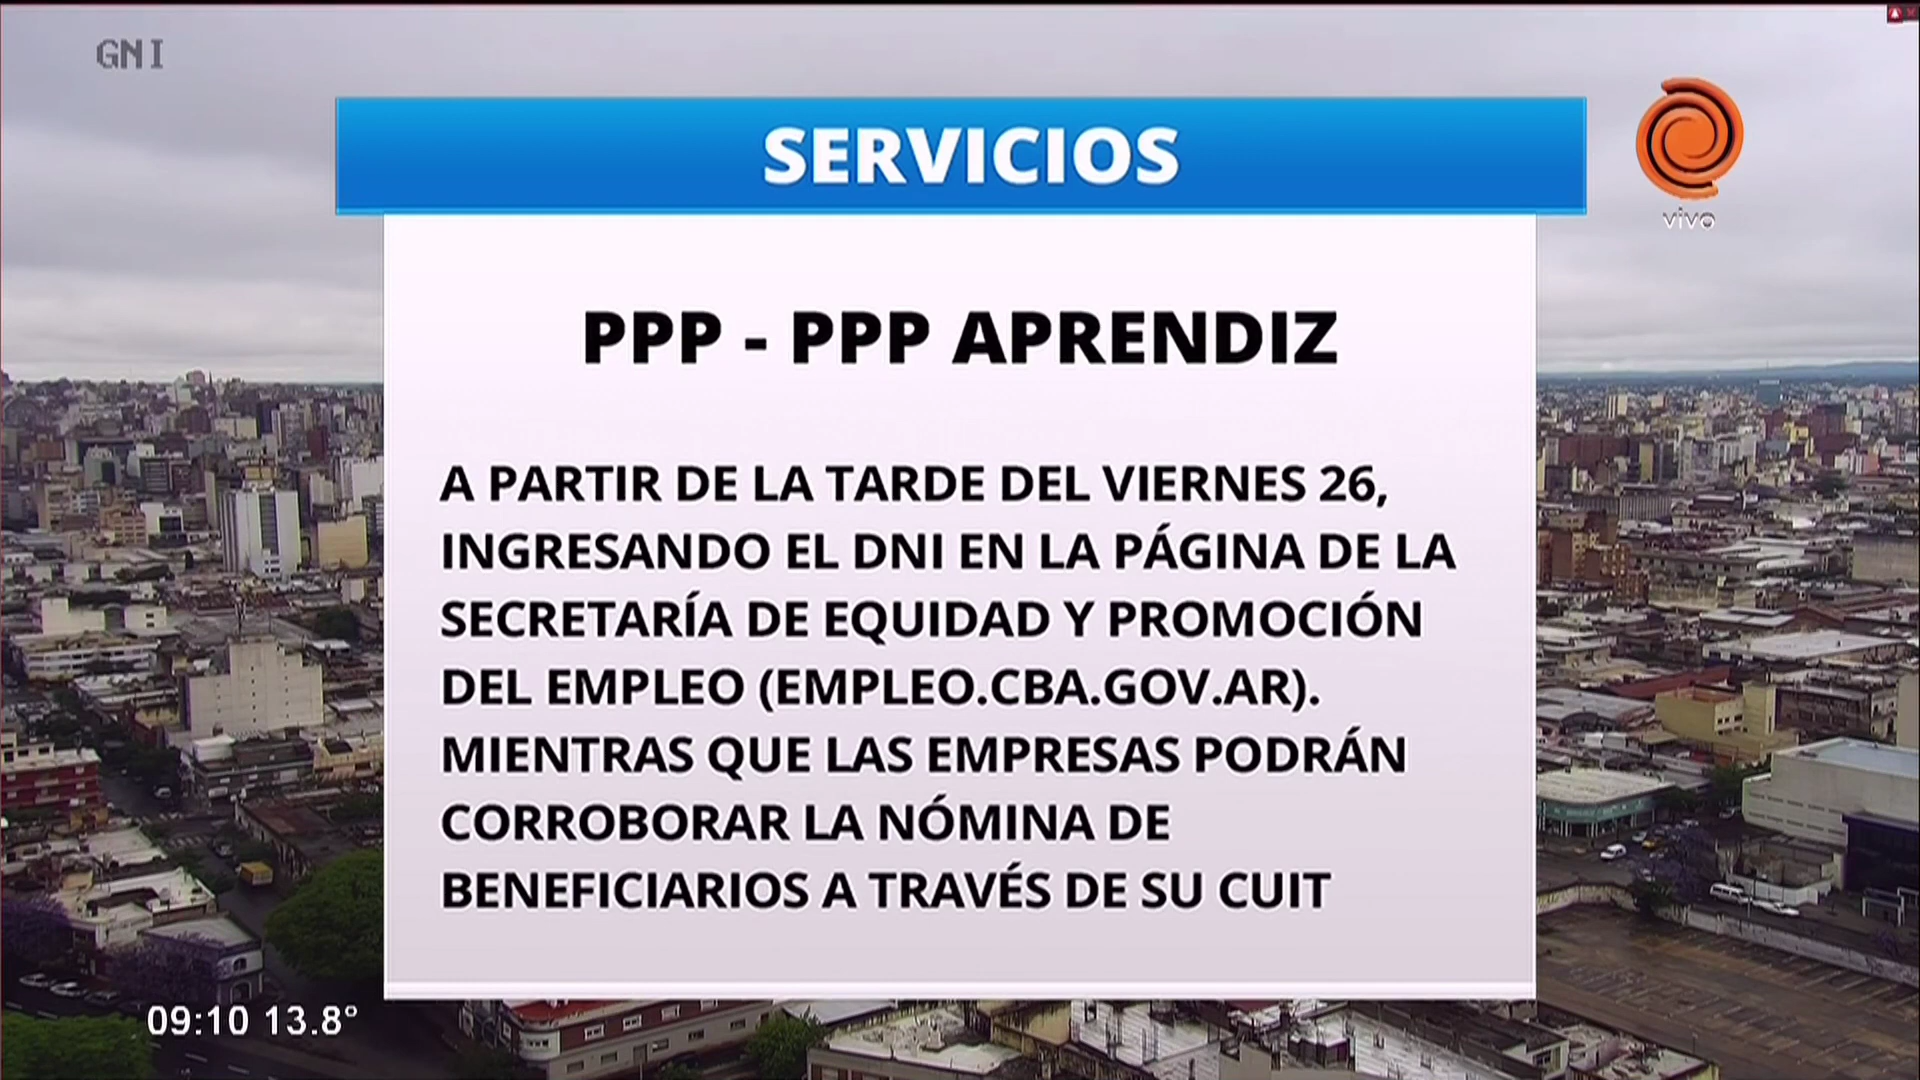 GNI
SERVICIOS
vivo
PPP - PPP APRENDIZ
A PARTIR DE LA TARDE DEL VIERNES 26,
INGRESANDO EL DNI EN LA PÁGINA DE LA
SECRETARÍA DE EQUIDAD Y PROMOCIÓN
DEL EMPLEO (EMPLEO.CBA.GOV.AR).
MIENTRAS QUE LAS EMPRESAS PODRÁN
CORROBORAR LA NÓMINA DE
BENEFICIARIOS A TRAVÉS DE SU CUIT
09:10 13.8°